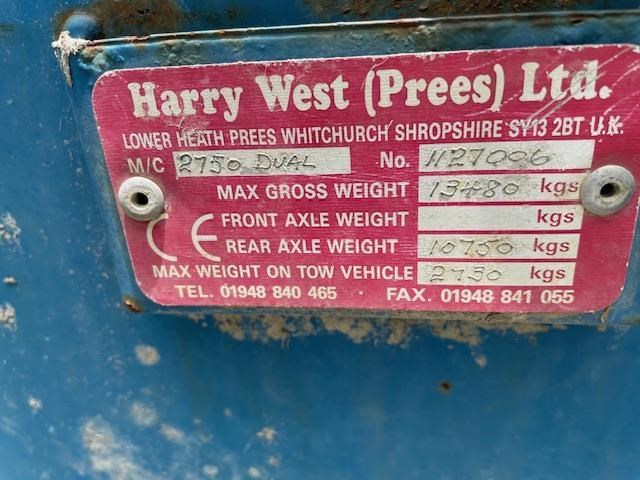 Harry West (Prees) Ltd.
LOWER HEATH PREES WHITCHURCH SHROPSHIRE SY13 2BT U.K.
M/C 2750 DUAL No. 1127006
MAX GROSS WEIGHT 13480 kgs
CE FRONT AXLE WEIGHT kgs
REAR AXLE WEIGHT 10750 kgs
MAX WEIGHT ON TOW VEHICLE 2750 kgs
TEL. 01948 840 465 FAX. 01948 841 055